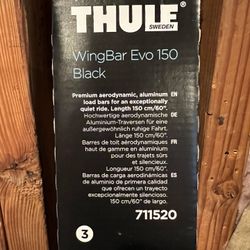 THULE
SWEDEN
WingBar Evo 150
Black
Premium aerodynamic, aluminum EN
load bars for an exceptionally
quiet ride. Length 150 cm/60".
Hochwertige aerodynamische DE
Aluminium-Traversen für eine
außergewöhnlich ruhige Fahrt.
Länge 150 cm/60".
Barres de toit aérodynamiques FR
haut de gamme en aluminium
pour des trajets sûrs
et silencieux.
Longueur 150 cm/60".
Barras de carga aerodinámicas ES
de aluminio de primera calidad
que ofrecen un trayecto
excepcionalmente silencioso.
150 cm/60" de largo.
711520
3